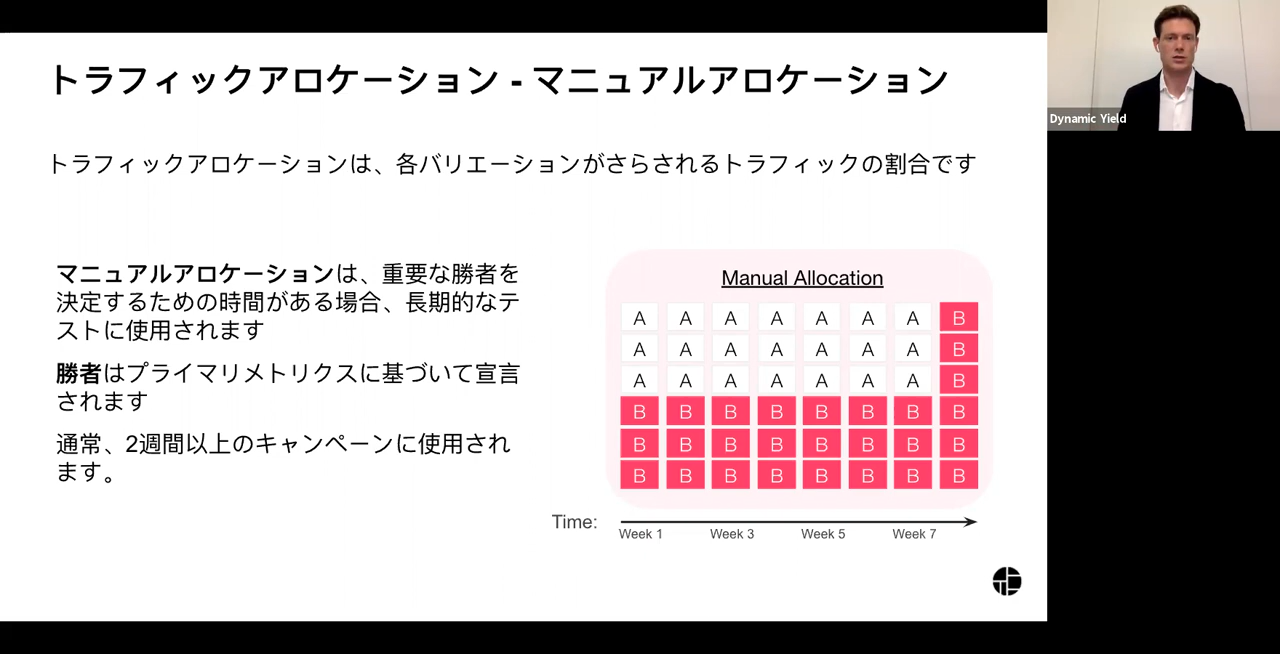 トラフィックアロケーション - マニュアルアロケーション
Dynamic Yield
トラフィックアロケーションは、各バリエーションがさらされるトラフィックの割合です
マニュアルアロケーションは、重要な勝者を
決定するための時間がある場合、長期的なテ
ストに使用されます
勝者はプライマリメトリクスに基づいて宣言
されます
通常、2週間以上のキャンペーンに使用され
ます。
Manual Allocation
A A A A A A A B
A A A A A A A B
A A A A A A A B
B B B B B B B B
B B B B B B B B
B B B B B B B B
Time:
Week 1 Week 3 Week 5 Week 7